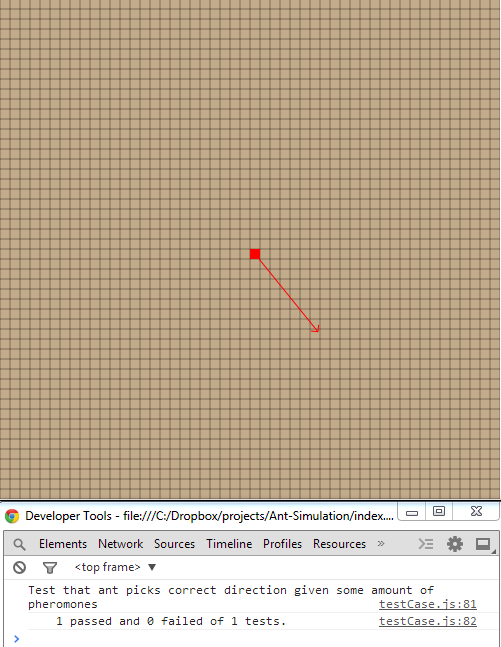 Developer Tools - file:///C:/Dropbox/projects/Ant-Simulation/index....
Elements Network Sources Timeline Profiles Resources »
<top frame> ▼
Test that ant picks correct direction given some amount of
pheromones testCase.js:81
1 passed and 0 failed of 1 tests. testCase.js:82